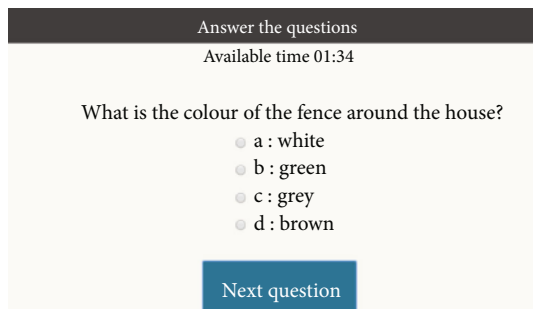 Answer the questions
Available time 01:34
What is the colour of the fence around the house?
a : white
b : green
c : grey
d : brown
Next question